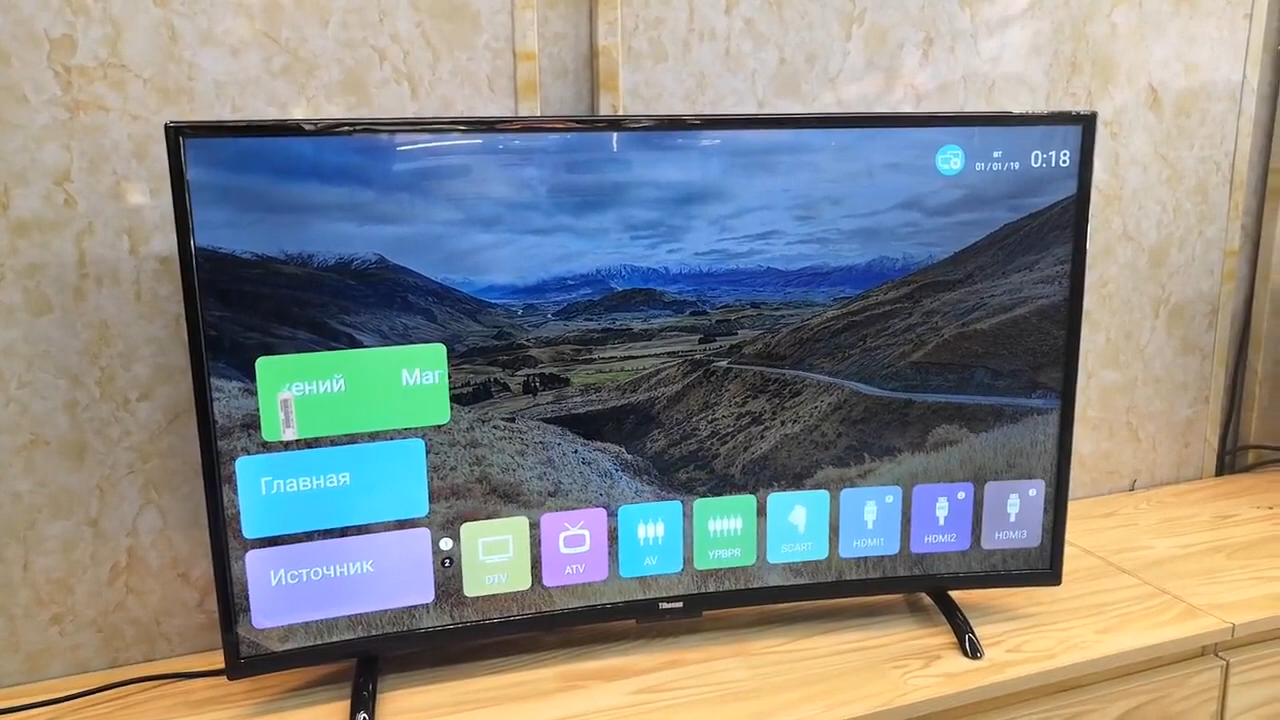 ВТ
01/01/19
0:18
жений Маг
Главная
Источник
1
2
DTV
ATV
AV
YPBPR
SCART
HDMI1
HDMI2
HDMI3